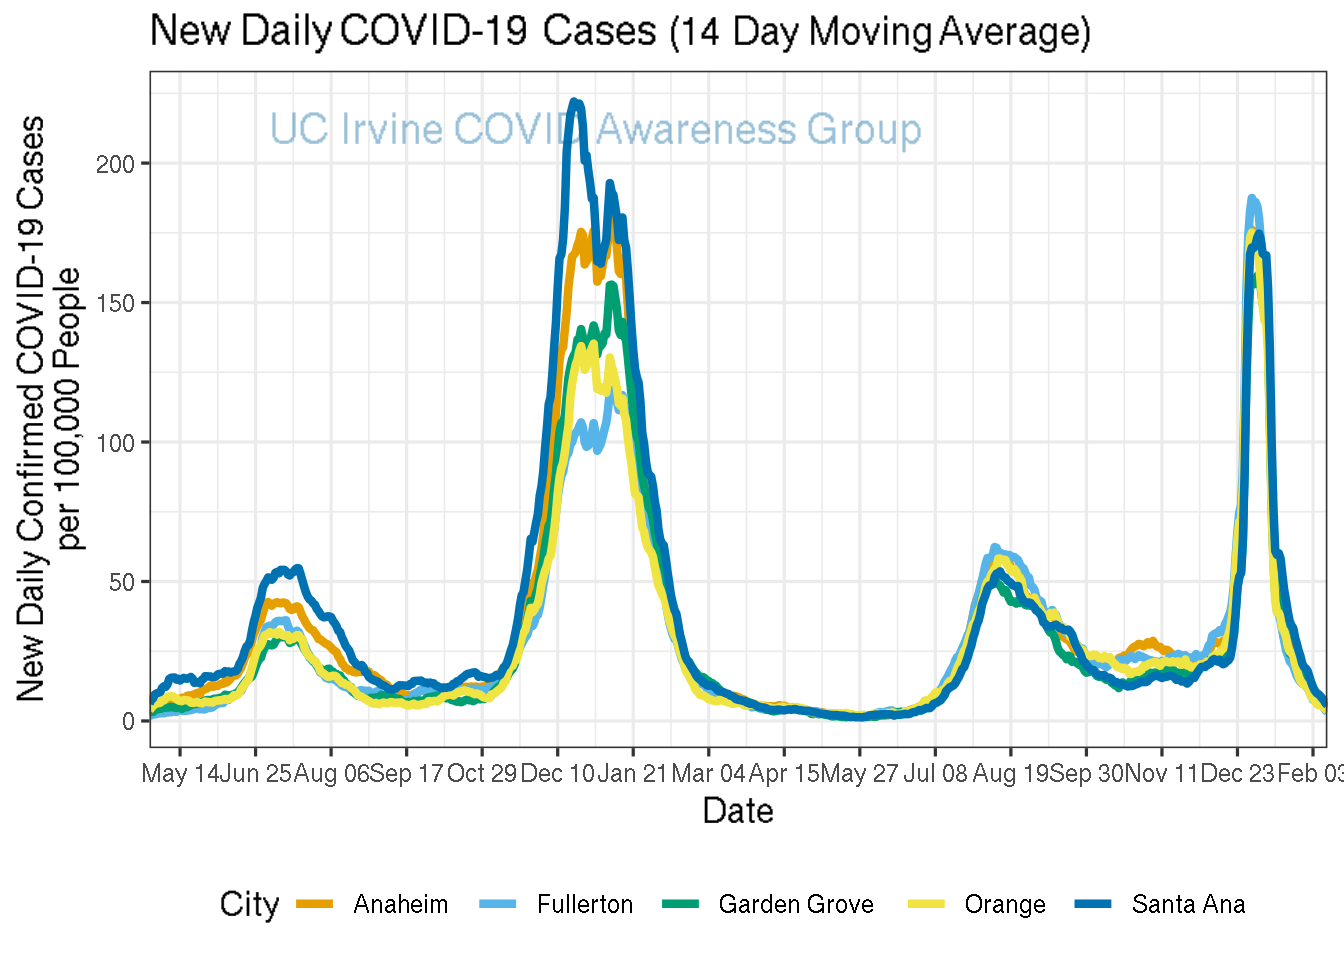 New Daily COVID-19 Cases (14 Day Moving Average)
UC Irvine COVID Awareness Group
New Daily Confirmed COVID-19 Cases
per 100,000 People
200
150
100
50
0
May 14 Jun 25 Aug 06 Sep 17 Oct 29 Dec 10 Jan 21 Mar 04 Apr 15 May 27 Jul 08 Aug 19 Sep 30 Nov 11 Dec 23 Feb 03
Date
City Anaheim Fullerton Garden Grove Orange Santa Ana